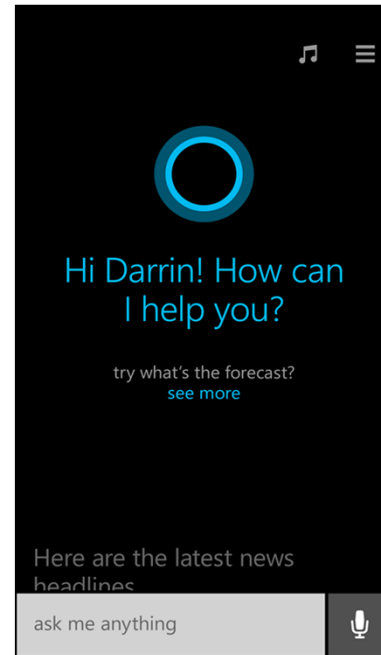 Hi Darrin! How can
I help you?
try what's the forecast?
see more
Here are the latest news
headlines
ask me anything